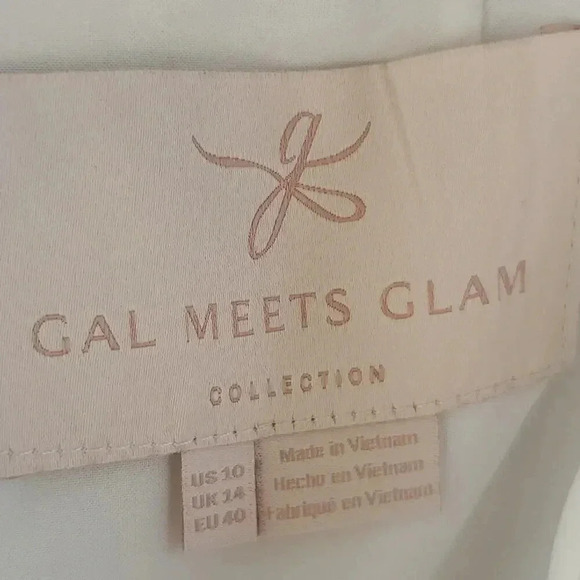 g
GAL MEETS GLAM
COLLECTION
US 10
UK 14
EU 40
Made in Vietnam
Hecho en Vietnam
Fabriqué en Vietnam